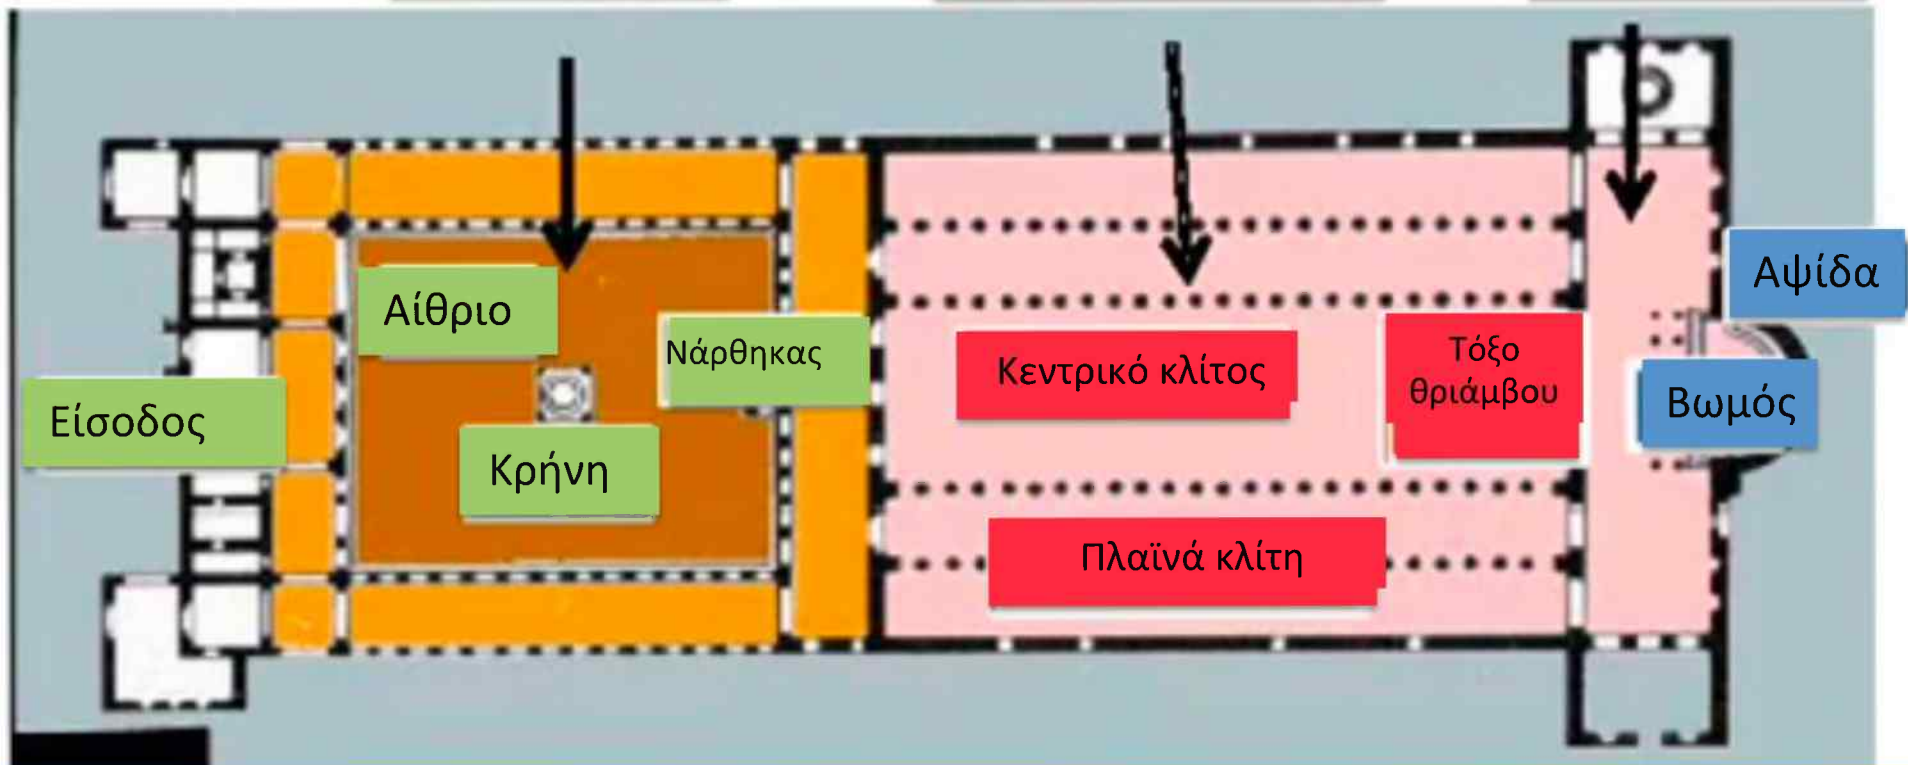 Αψίδα
Αίθριο
Νάρθηκας
Κεντρικό κλίτος
Τόξο
θριάμβου
Βωμός
Είσοδος
Κρήνη
Πλαϊνά κλίτη